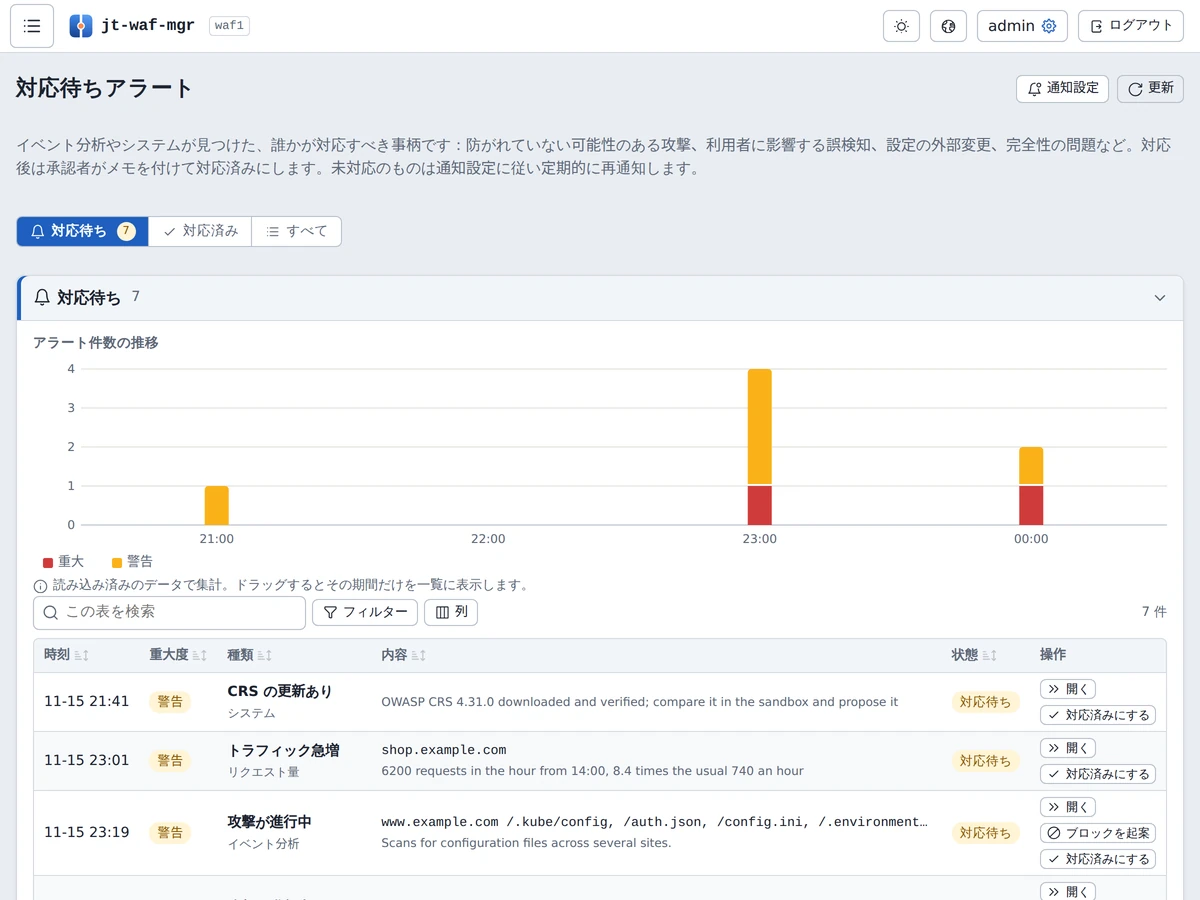 jt-waf-mgr waf1 admin ログアウト
対応待ちアラート 通知設定 更新
イベント分析やシステムが見つけた、誰かが対応すべき事柄です：防がれていない可能性のある攻撃、利用者に影響する誤検知、設定の外部変更、完全性の問題など。対応
後は承認者がメモを付けて対応済みにします。未対応のものは通知設定に従い定期的に再通知します。
対応待ち 7 対応済み すべて
対応待ち 7
アラート件数の推移
4
3
2
1
0
21:00 22:00 23:00 00:00
重大 警告
読み込み済みのデータで集計。ドラッグするとその期間だけを一覧に表示します。
この表を検索 フィルター 列 7 件
時刻 重大度 種類 内容 状態 操作
11-15 21:41 警告 CRS の更新あり システム OWASP CRS 4.31.0 downloaded and verified; compare it in the sandbox and propose it 対応待ち 開く
対応済みにする
11-15 23:01 警告 トラフィック急増 リクエスト量 shop.example.com 対応待ち 開く
6200 requests in the hour from 14:00, 8.4 times the usual 740 an hour 対応済みにする
11-15 23:19 警告 攻撃が進行中 イベント分析 www.example.com /.kube/config, /auth.json, /config.ini, /.environment… 対応待ち 開く
Scans for configuration files across several sites. ブロックを起案
対応済みにする
開く